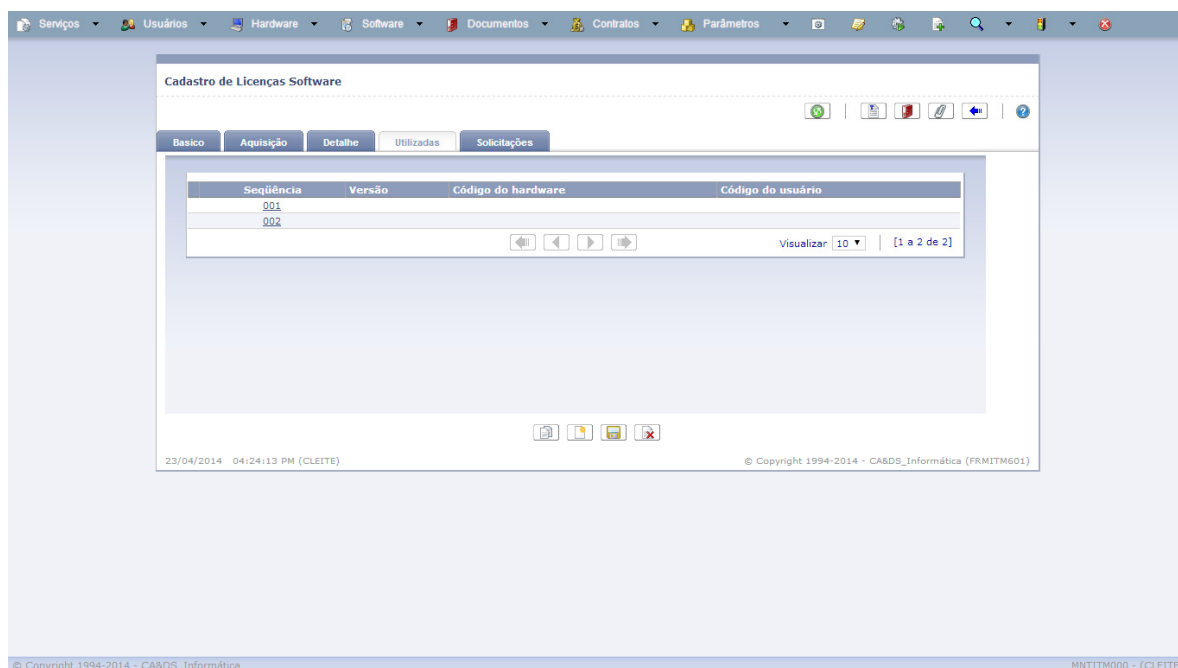 Serviços Usuários Hardware Software Documentos Contratos Parâmetros
Cadastro de Licenças Software
Basico Aquisição Detalhe Utilizadas Solicitações
Seqüência Versão Código do hardware Código do usuário
001
002
Visualizar 10 [1 a 2 de 2]
23/04/2014 04:24:13 PM (CLEITE) © Copyright 1994-2014 - CA&DS_Informática (FRMITM601)
© Copyright 1994-2014 - CA&DS_Informática MNTITM000 - (CLEITE